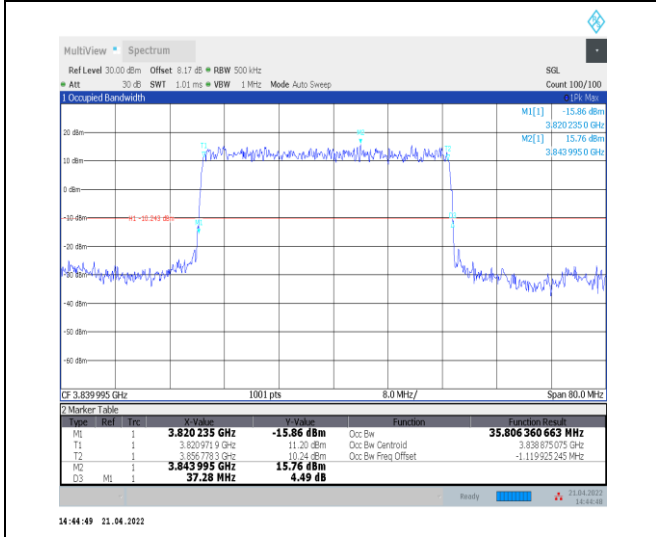 MultiView Spectrum
Ref Level 30.00 dBm Offset 8.17 dB RBW 500 kHz SGL
Att 30 dB SWT 1.01 ms VBW 1 MHz Mode Auto Sweep Count 100/100
1 Occupied Bandwidth 1Pk Max
M1[1] -15.86 dBm
3.820 235 0 GHz
M2[1] 15.76 dBm
3.843 995 0 GHz
20 dBm
10 dBm
0 dBm
-10 dBm
H1 -10.243 dBm
-20 dBm
-30 dBm
-40 dBm
-50 dBm
-60 dBm
CF 3.839 995 GHz 1001 pts 8.0 MHz/ Span 80.0 MHz
2 Marker Table
Type Ref Trc X-Value Y-Value Function Function Result
M1 1 3.820 235 GHz -15.86 dBm Occ Bw 35.806 360 663 MHz
T1 1 3.820 971 9 GHz 11.20 dBm Occ Bw Centroid 3.838 875 075 GHz
T2 1 3.856 778 3 GHz 10.24 dBm Occ Bw Freq Offset -1.119 925 245 MHz
M2 1 3.843 995 GHz 15.76 dBm
D3 M1 1 37.28 MHz 4.49 dB
Ready 21.04.2022
14:44:48
14:44:49 21.04.2022